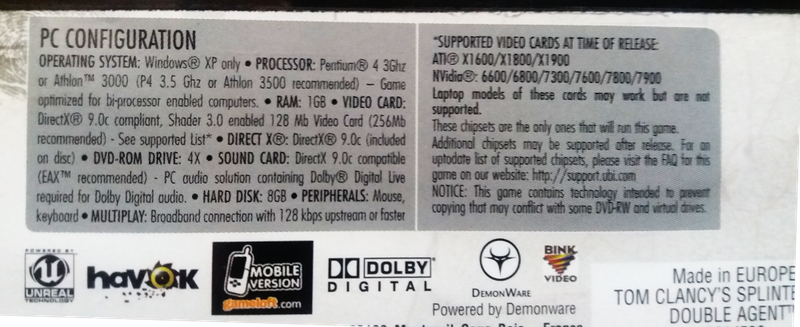 PC CONFIGURATION
OPERATING SYSTEM: Windows® XP only • PROCESSOR: Pentium® 4 3Ghz
or Athlon™ 3000 (P4 3.5 Ghz or Athlon 3500 recommended) – Game
optimized for bi-processor enabled computers. • RAM: 1GB • VIDEO CARD:
DirectX® 9.0c compliant, Shader 3.0 enabled 128 Mb Video Card (256Mb
recommended) - See supported List* • DIRECT X®: DirectX® 9.0c (included
on disc) • DVD-ROM DRIVE: 4X • SOUND CARD: DirectX 9.0c compatible
(EAX™ recommended) - PC audio solution containing Dolby® Digital Live
required for Dolby Digital audio. • HARD DISK: 8GB • PERIPHERALS: Mouse,
keyboard • MULTIPLAY: Broadband connection with 128 kbps upstream or faster
*SUPPORTED VIDEO CARDS AT TIME OF RELEASE:
ATI® X1600/X1800/X1900
NVidia®: 6600/6800/7300/7600/7800/7900
Laptop models of these cards may work but are not
supported.
These chipsets are the only ones that will run this game.
Additional chipsets may be supported after release. For an
uptodate list of supported chipsets, please visit the FAQ for this
game on our website: http://support.ubi.com
NOTICE: This game contains technology intended to prevent
copying that may conflict with some DVD-RW and virtual drives.
POWERED BY
UNREAL
TECHNOLOGY
havok
MOBILE
VERSION
gameloft.com
DOLBY
DIGITAL
DEMONWARE
Powered by Demonware
BINK
VIDEO
Made in EUROPE
TOM CLANCY'S SPLINTE
DOUBLE AGENT™